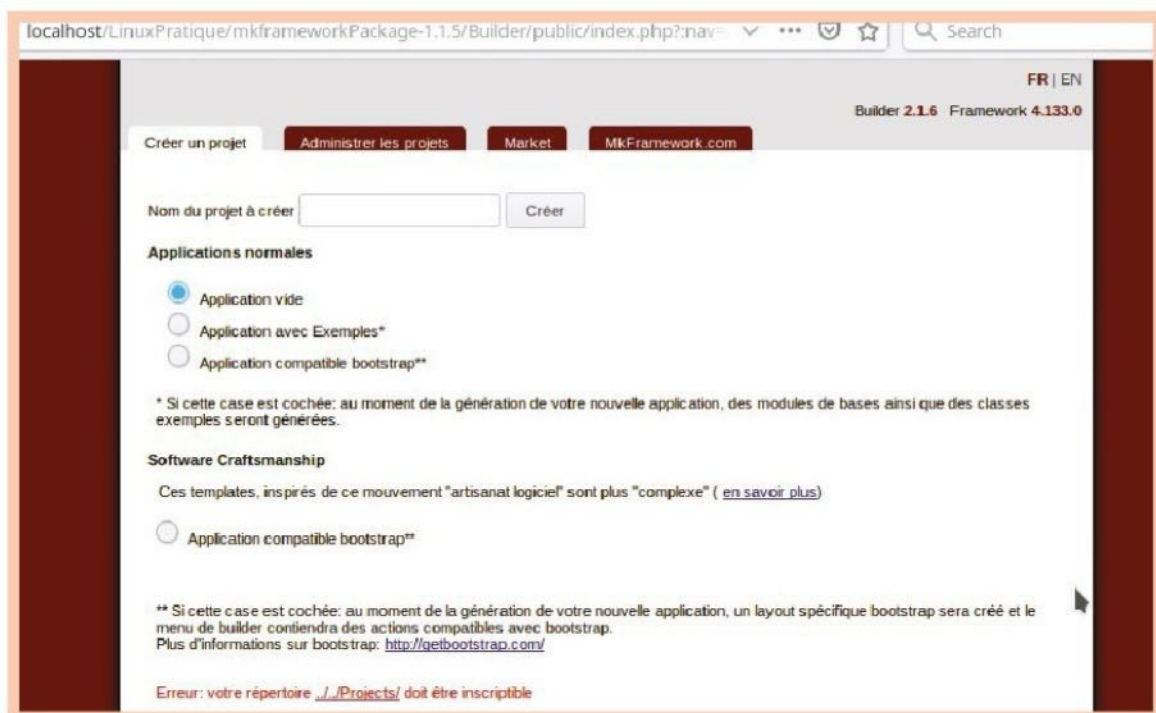 localhost/LinuxPratique/mkframeworkPackage-1.1.5/Builder/public/index.php?:nav= Search
FR | EN
Builder 2.1.6 Framework 4.133.0
Créer un projet Administrer les projets Market MkFramework.com
Nom du projet à créer Créer
Applications normales
Application vide
Application avec Exemples*
Application compatible bootstrap**
* Si cette case est cochée: au moment de la génération de votre nouvelle application, des modules de bases ainsi que des classes
exemples seront générées.
Software Craftsmanship
Ces templates, inspirés de ce mouvement "artisanat logiciel" sont plus "complexe" ( en savoir plus)
Application compatible bootstrap**
** Si cette case est cochée: au moment de la génération de votre nouvelle application, un layout spécifique bootstrap sera créé et le
menu de builder contiendra des actions compatibles avec bootstrap.
Plus d'informations sur bootstrap: http://getbootstrap.com/
Erreur: votre répertoire ../../Projects/ doit être inscriptible